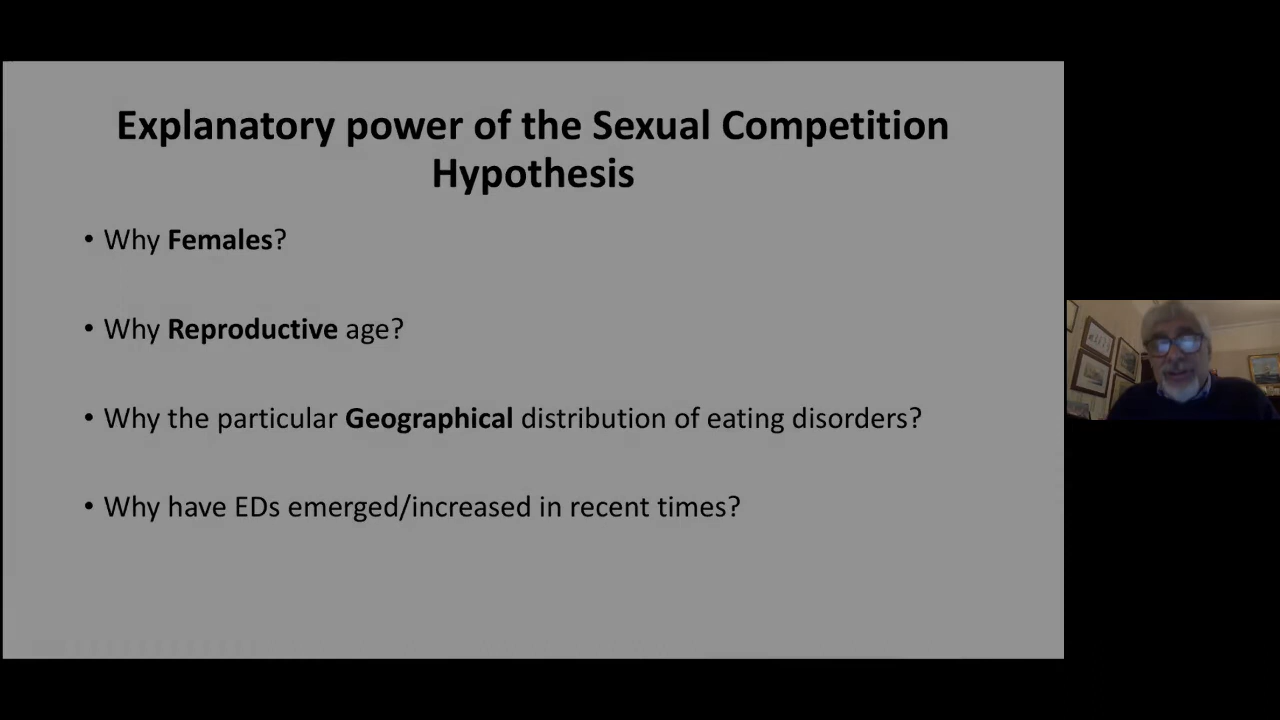 Explanatory power of the Sexual Competition
Hypothesis
• Why Females?
• Why Reproductive age?
• Why the particular Geographical distribution of eating disorders?
• Why have EDs emerged/increased in recent times?